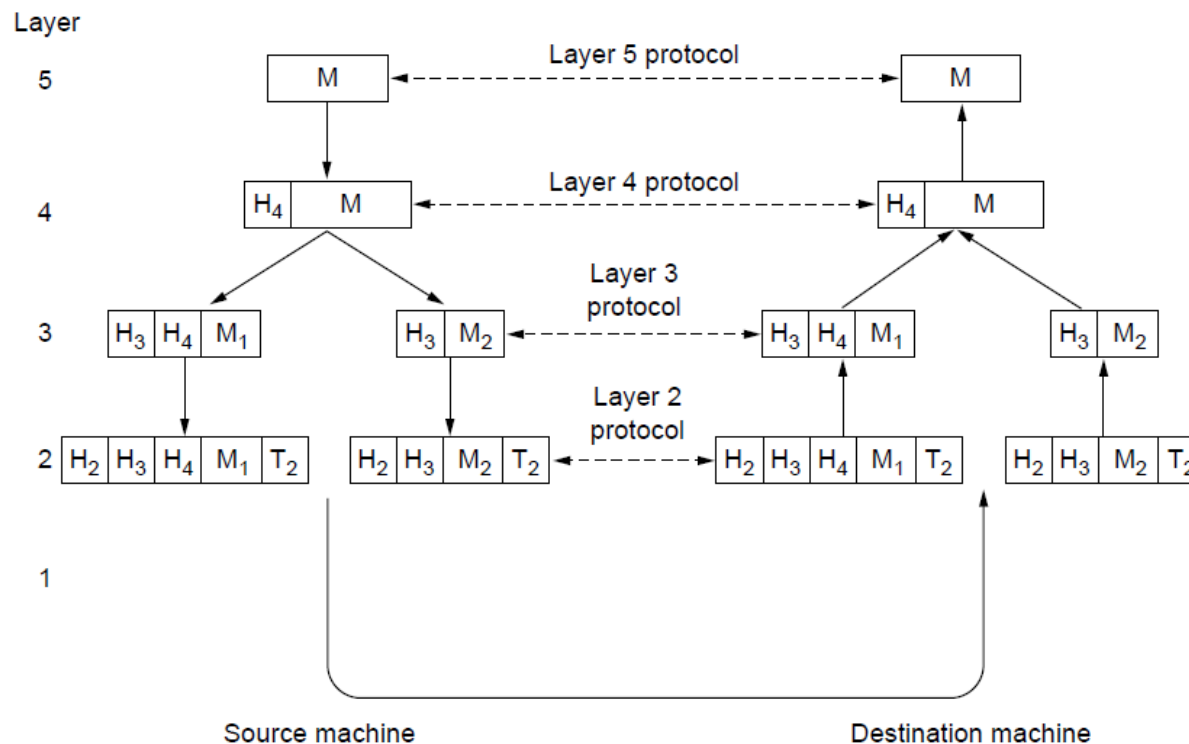 Layer
5 M Layer 5 protocol M
4 H₄ M Layer 4 protocol H₄ M
Layer 3
protocol
3 H₃ H₄ M₁ H₃ M₂ H₃ H₄ M₁ H₃ M₂
Layer 2
protocol
2 H₂ H₃ H₄ M₁ T₂ H₂ H₃ M₂ T₂ H₂ H₃ H₄ M₁ T₂ H₂ H₃ M₂ T₂
1
Source machine Destination machine